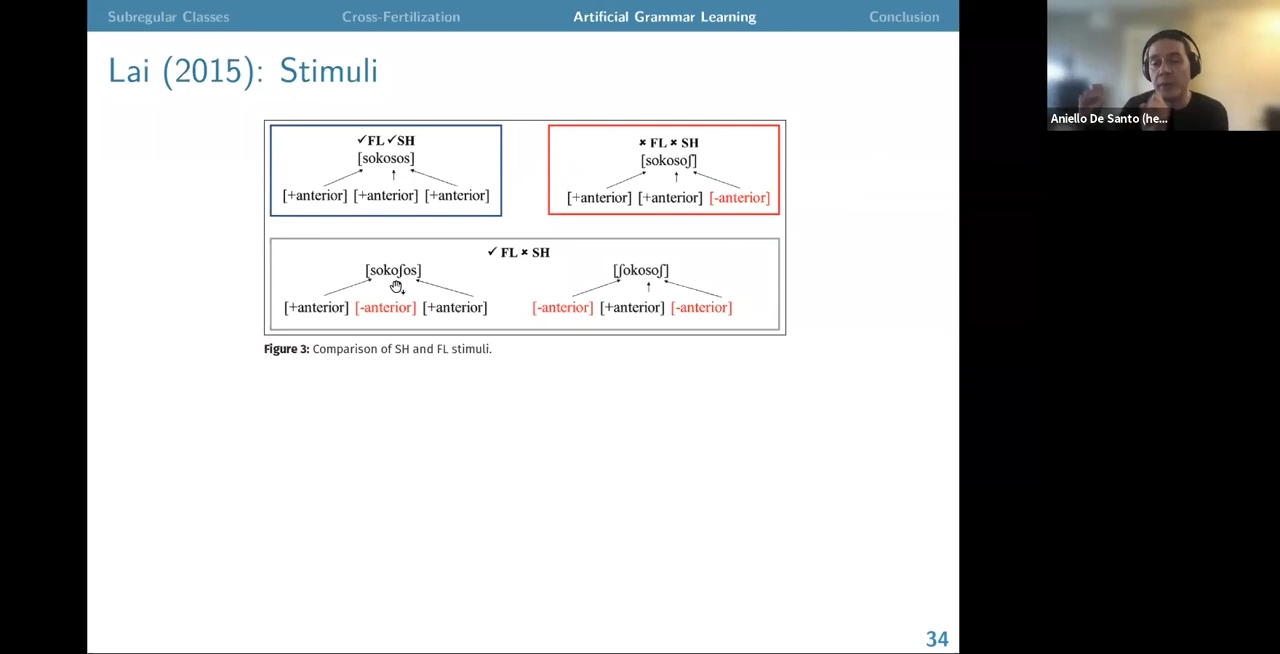 Subregular Classes Cross-Fertilization Artificial Grammar Learning Conclusion
Lai (2015): Stimuli
✓FL ✓SH
[sokosos]
[+anterior] [+anterior] [+anterior]
✖ FL ✖ SH
[sokosoʃ]
[+anterior] [+anterior] [-anterior]
✓ FL ✖ SH
[sokoʃos]
[+anterior] [-anterior] [+anterior]
[ʃokosoʃ]
[-anterior] [+anterior] [-anterior]
Figure 3: Comparison of SH and FL stimuli.
34
Aniello De Santo (he...